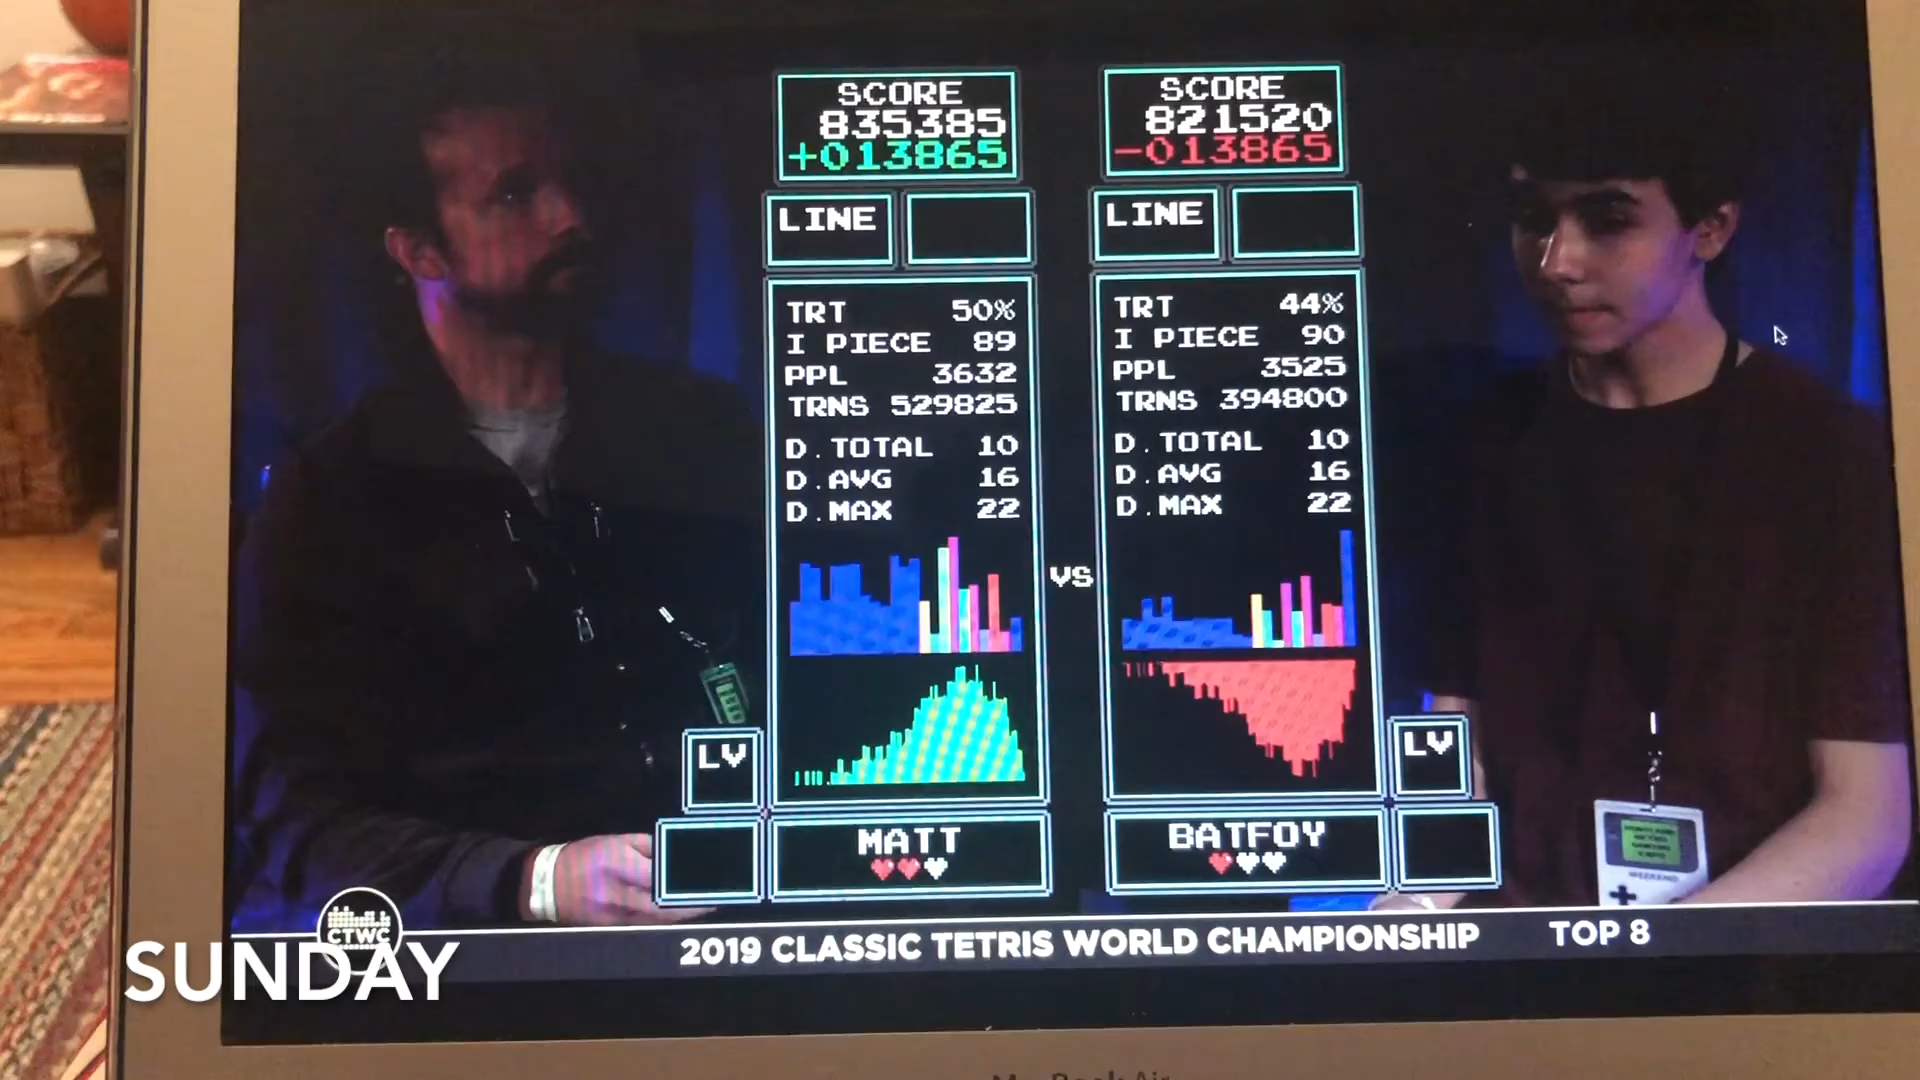 SCORE
835385
+013865
LINE
TRT 50%
I PIECE 89
PPL 3632
TRNS 529825
D.TOTAL 10
D.AVG 16
D.MAX 22
LV
MATT
SCORE
821520
-013865
LINE
TRT 44%
I PIECE 90
PPL 3525
TRNS 394800
D.TOTAL 10
D.AVG 16
D.MAX 22
LV
BATFOY
VS
WEEKEND
CTWC
2019 CLASSIC TETRIS WORLD CHAMPIONSHIP TOP 8
SUNDAY